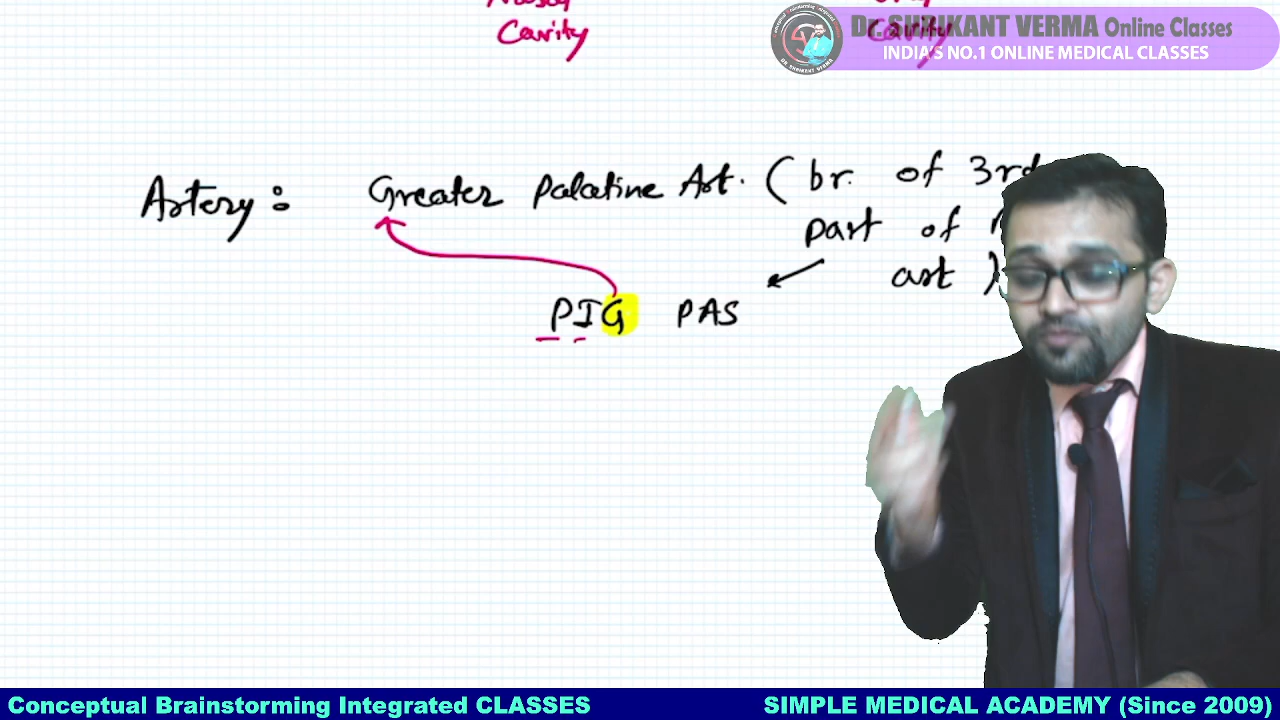 Cavity
Cavity
Dr. SHRIKANT VERMA Online Classes
INDIA'S NO.1 ONLINE MEDICAL CLASSES
Artery : Greater Palatine Art. ( br. of 3rd
part of
art )
PIG PAS
Conceptual Brainstorming Integrated CLASSES
SIMPLE MEDICAL ACADEMY (Since 2009)